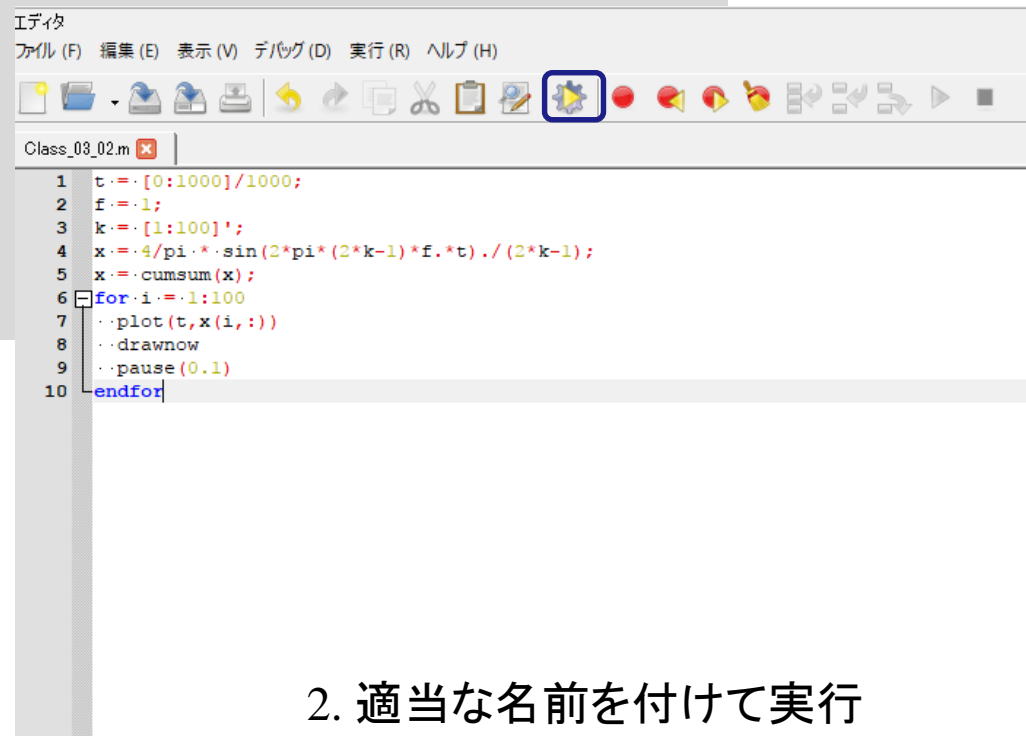 エディタ
ファイル (F) 編集 (E) 表示 (V) デバッグ (D) 実行 (R) ヘルプ (H)
Class_03_02.m
1 t = [0:1000]/1000;
2 f = 1;
3 k = [1:100]';
4 x = 4/pi * sin(2*pi*(2*k-1)*f.*t)./(2*k-1);
5 x = cumsum(x);
6 for i = 1:100
7 plot(t,x(i,:))
8 drawnow
9 pause(0.1)
10 endfor
2. 適当な名前を付けて実行